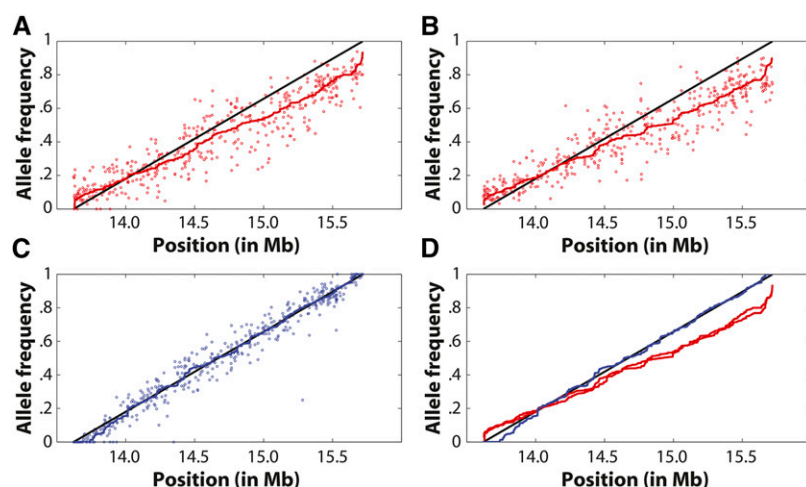 A
B
Allele frequency
1
.8
.6
.4
.2
0
14.0 14.5 15.0 15.5
Position (in Mb)
Allele frequency
1
.8
.6
.4
.2
0
14.0 14.5 15.0 15.5
Position (in Mb)
C
D
Allele frequency
1
.8
.6
.4
.2
0
14.0 14.5 15.0 15.5
Position (in Mb)
Allele frequency
1
.8
.6
.4
.2
0
14.0 14.5 15.0 15.5
Position (in Mb)